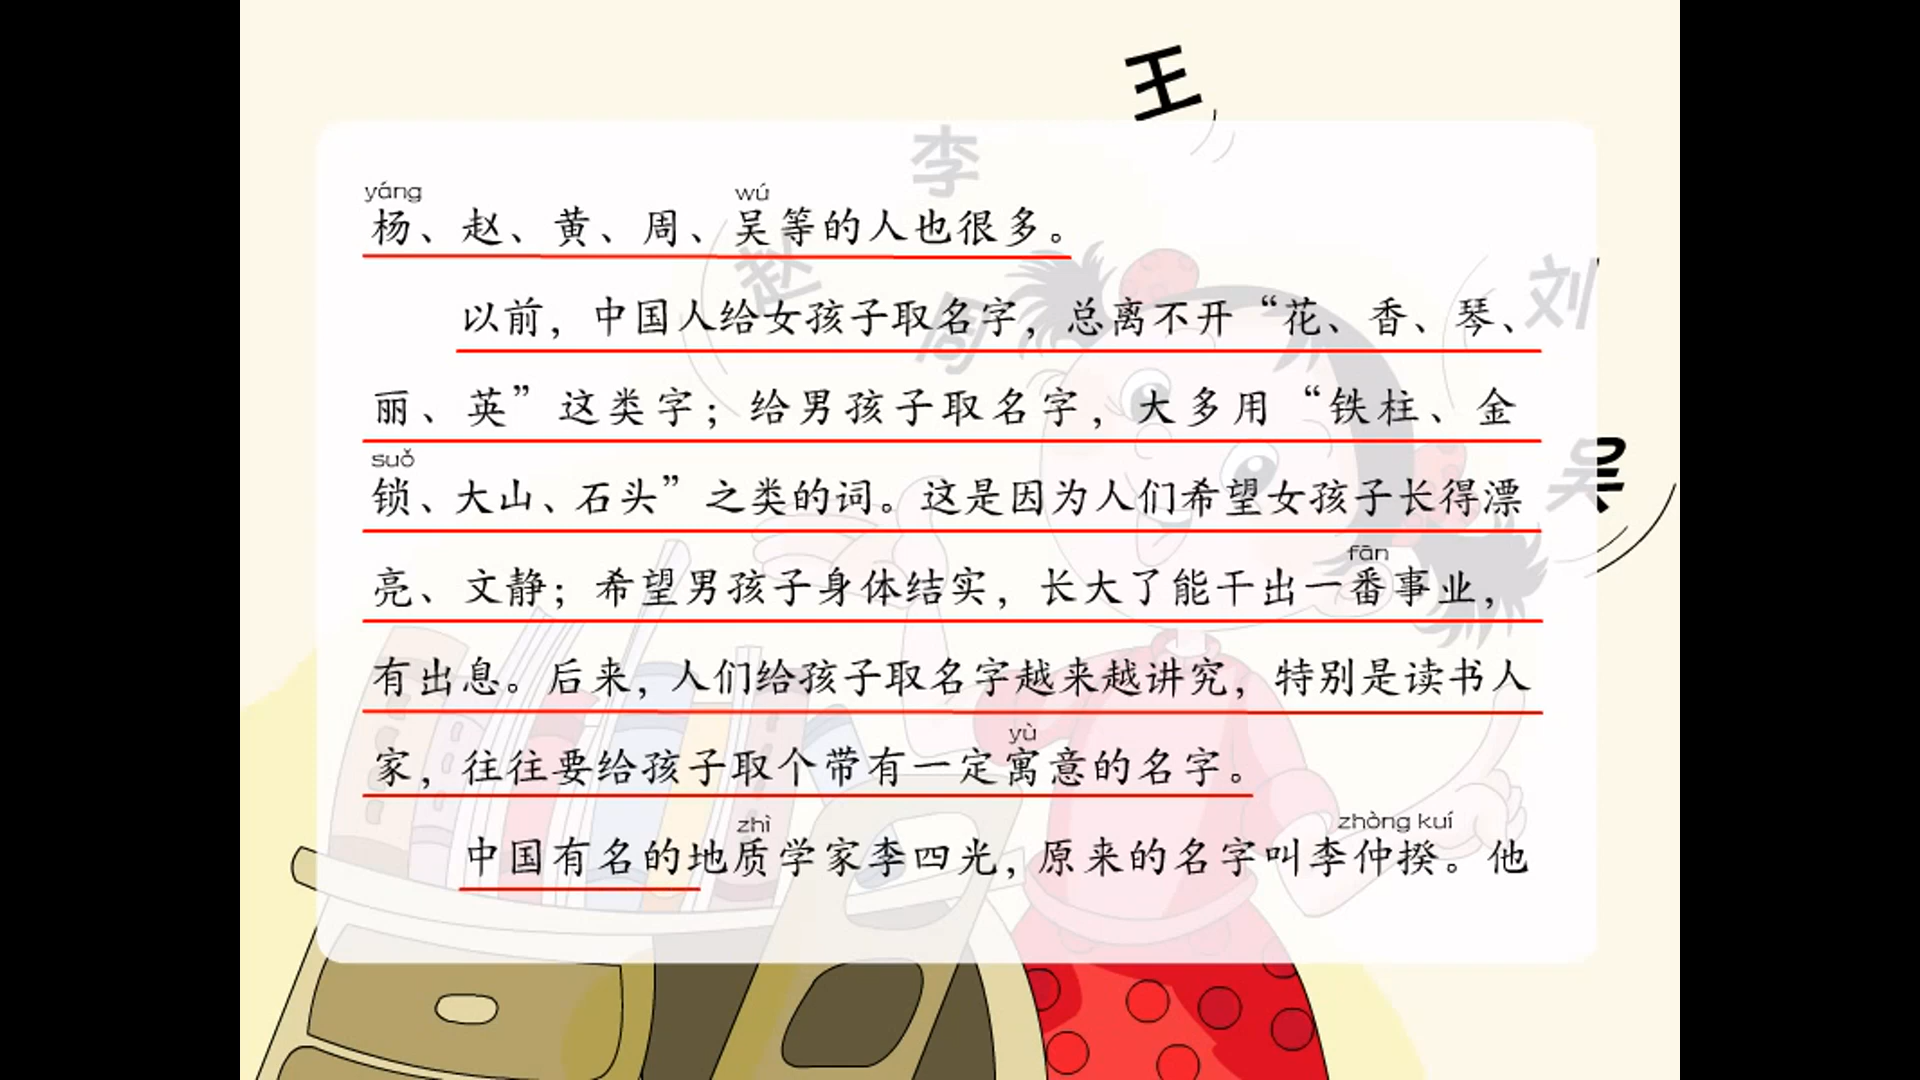 王
李
yáng wú
杨、赵、黄、周、吴等的人也很多。
赵
刘
周
以前，中国人给女孩子取名字，总离不开“花、香、琴、
丽、英”这类字；给男孩子取名字，大多用“铁柱、金
suǒ
锁、大山、石头”之类的词。这是因为人们希望女孩子长得漂
吴
fān
亮、文静；希望男孩子身体结实，长大了能干出一番事业，
有出息。后来，人们给孩子取名字越来越讲究，特别是读书人
yù
家，往往要给孩子取个带有一定寓意的名字。
zhì zhòng kuí
中国有名的地质学家李四光，原来的名字叫李仲揆。他